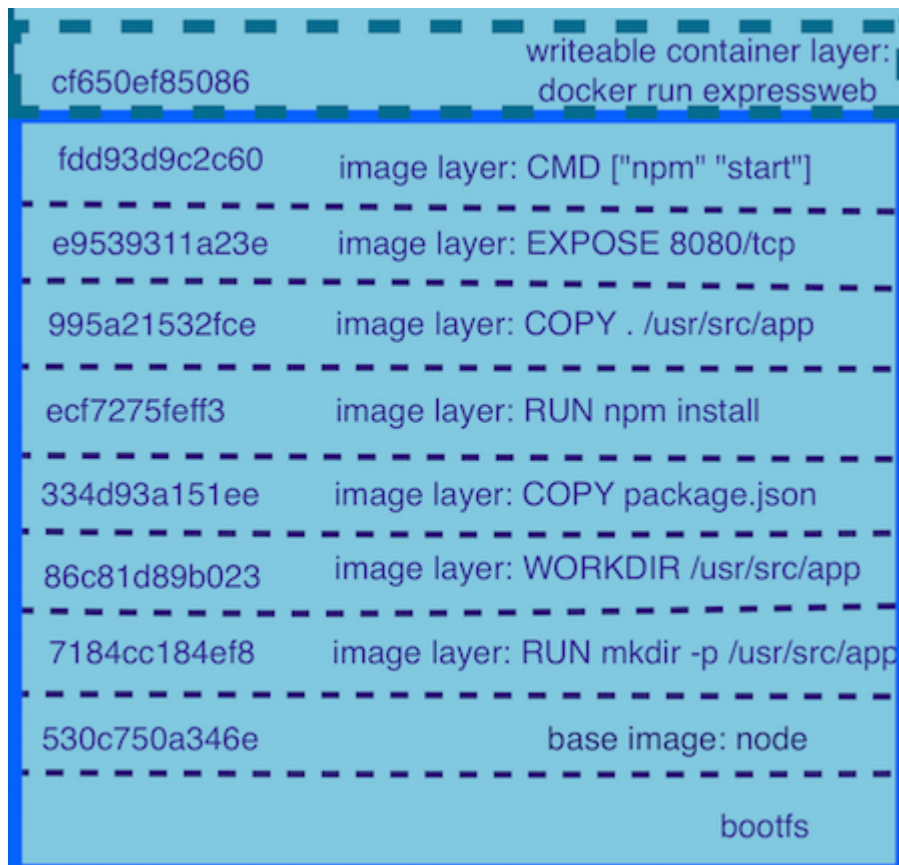 writeable container layer:
cf650ef85086 docker run expressweb
fdd93d9c2c60 image layer: CMD ["npm" "start"]
e9539311a23e image layer: EXPOSE 8080/tcp
995a21532fce image layer: COPY . /usr/src/app
ecf7275feff3 image layer: RUN npm install
334d93a151ee image layer: COPY package.json
86c81d89b023 image layer: WORKDIR /usr/src/app
7184cc184ef8 image layer: RUN mkdir -p /usr/src/app
530c750a346e base image: node
bootfs